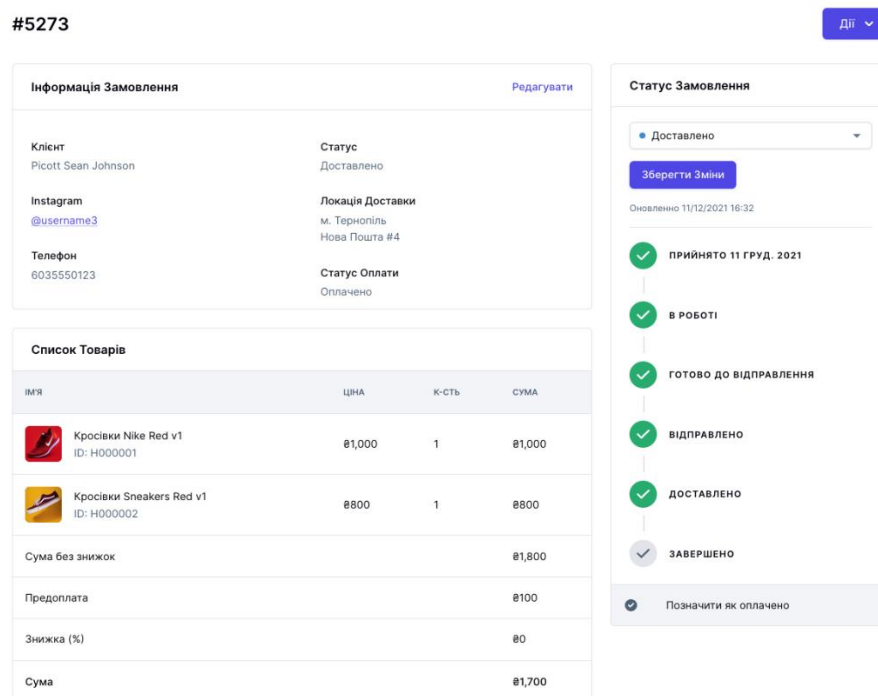 #5273
Дії
Інформація Замовлення
Редагувати
Клієнт
Picott Sean Johnson
Instagram
@username3
Телефон
6035550123
Статус
Доставлено
Локація Доставки
м. Тернопіль
Нова Пошта #4
Статус Оплати
Оплачено
Список Товарів
ІМ'Я ЦІНА К-СТЬ СУМА
Кросівки Nike Red v1
ID: H000001
₴1,000 1 ₴1,000
Кросівки Sneakers Red v1
ID: H000002
₴800 1 ₴800
Сума без знижок ₴1,800
Предоплата ₴100
Знижка (%) ₴0
Сума ₴1,700
Статус Замовлення
Доставлено
Зберегти Зміни
Оновленно 11/12/2021 16:32
ПРИЙНЯТО 11 ГРУД. 2021
В РОБОТІ
ГОТОВО ДО ВІДПРАВЛЕННЯ
ВІДПРАВЛЕНО
ДОСТАВЛЕНО
ЗАВЕРШЕНО
Позначити як оплачено